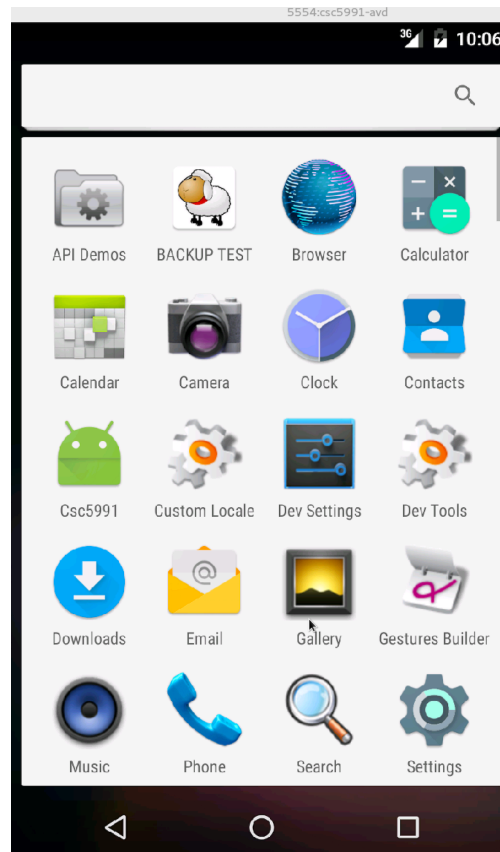 5554:csc5991-avd
3G 10:06
API Demos BACKUP TEST Browser Calculator
Calendar Camera Clock Contacts
Csc5991 Custom Locale Dev Settings Dev Tools
@
Downloads Email Gallery Gestures Builder
Music Phone Search Settings